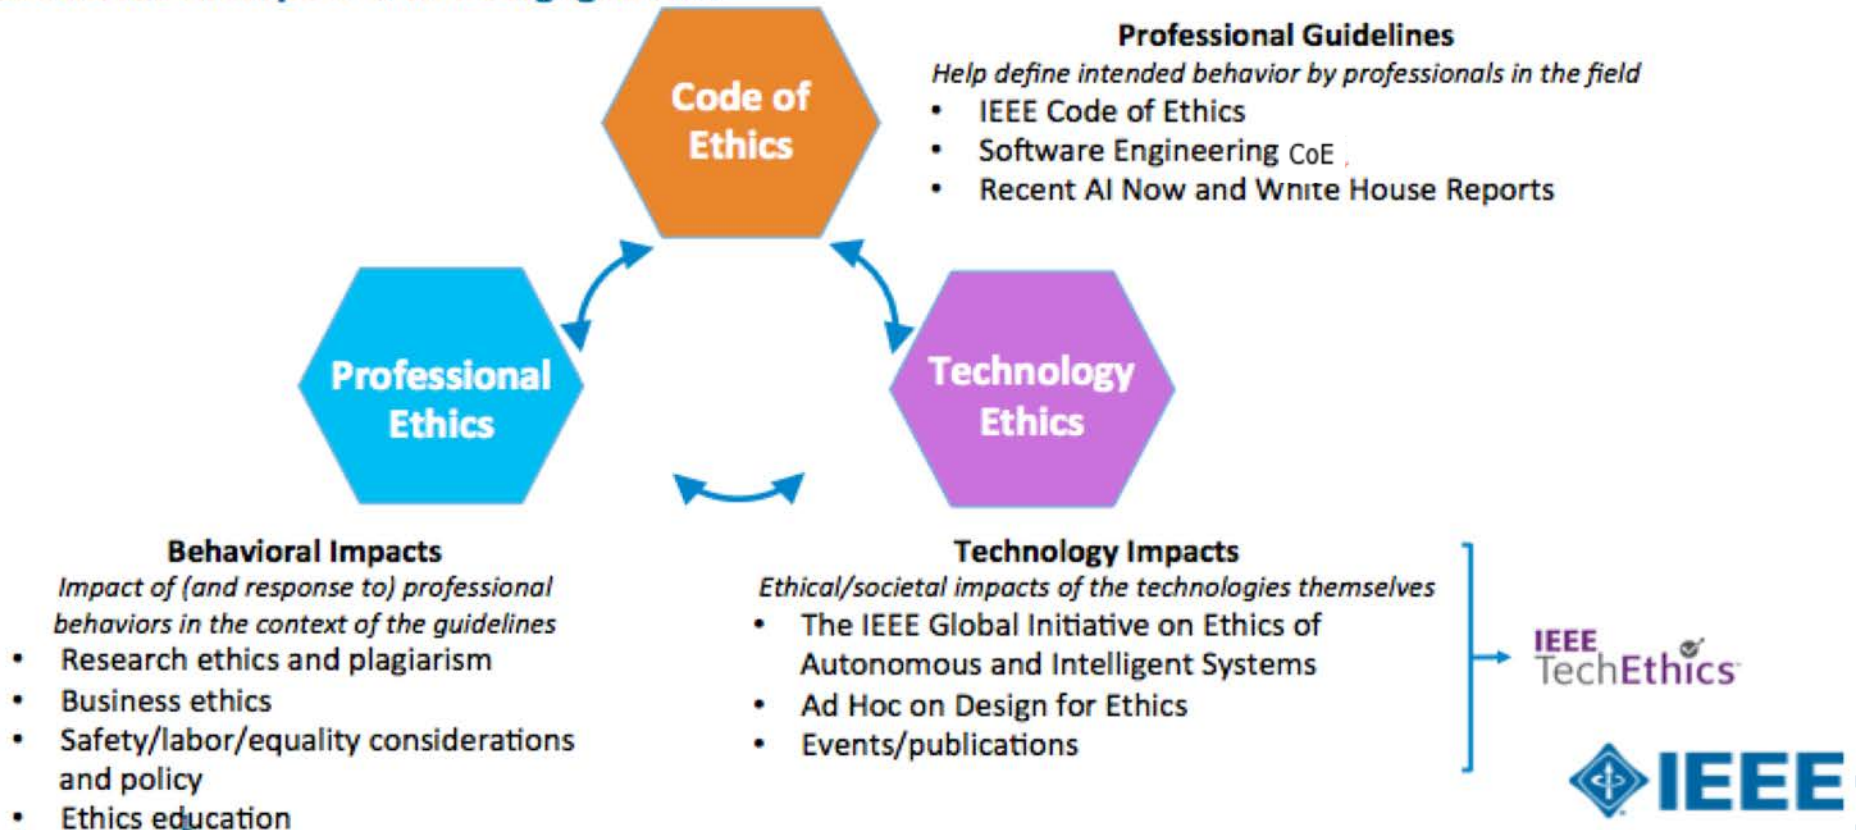 Code of
Ethics
Professional Guidelines
Help define intended behavior by professionals in the field
• IEEE Code of Ethics
• Software Engineering CoE
• Recent AI Now and White House Reports
Professional
Ethics
Technology
Ethics
Behavioral Impacts
Impact of (and response to) professional
behaviors in the context of the guidelines
• Research ethics and plagiarism
• Business ethics
• Safety/labor/equality considerations
and policy
• Ethics education
Technology Impacts
Ethical/societal impacts of the technologies themselves
• The IEEE Global Initiative on Ethics of
Autonomous and Intelligent Systems
• Ad Hoc on Design for Ethics
• Events/publications
IEEE
TechEthics
IEEE